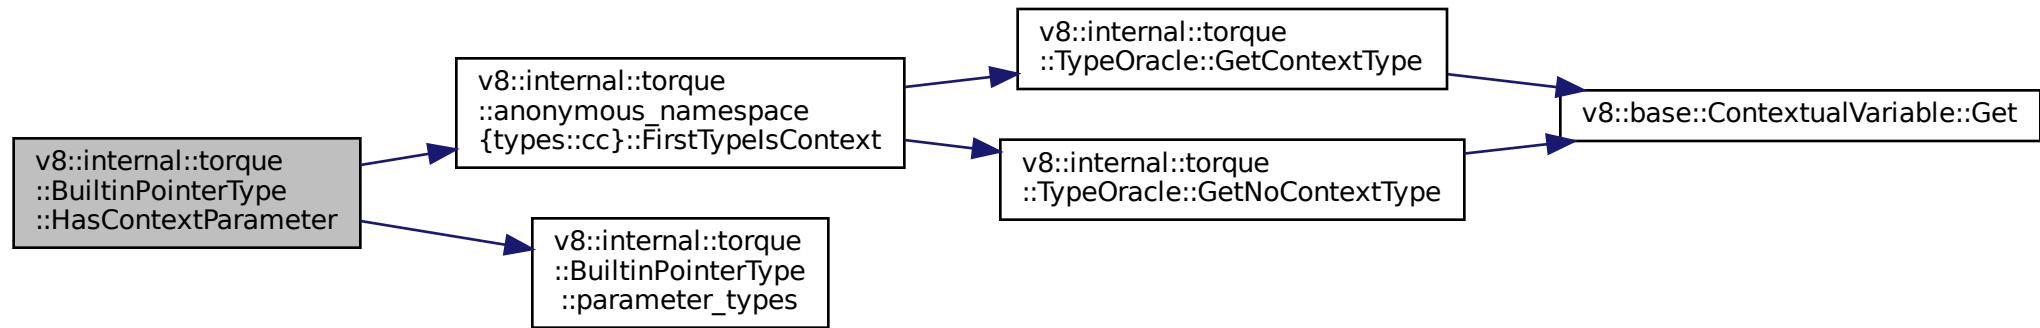 v8::internal::torque
::BuiltinPointerType
::HasContextParameter
v8::internal::torque
::anonymous_namespace
{types::cc}::FirstTypeIsContext
v8::internal::torque
::BuiltinPointerType
::parameter_types
v8::internal::torque
::TypeOracle::GetContextType
v8::internal::torque
::TypeOracle::GetNoContextType
v8::base::ContextualVariable::Get